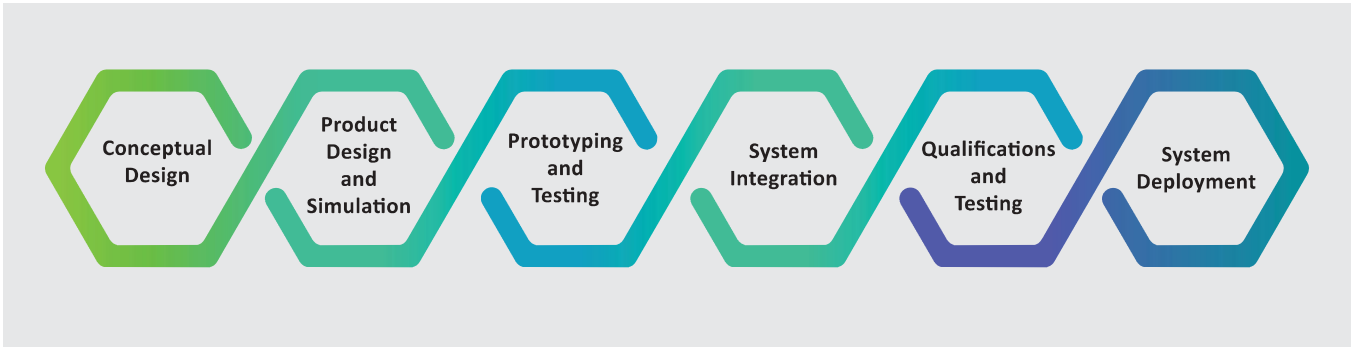 Conceptual
Design
Product
Design
and
Simulation
Prototyping
and
Testing
System
Integration
Qualifications
and
Testing
System
Deployment